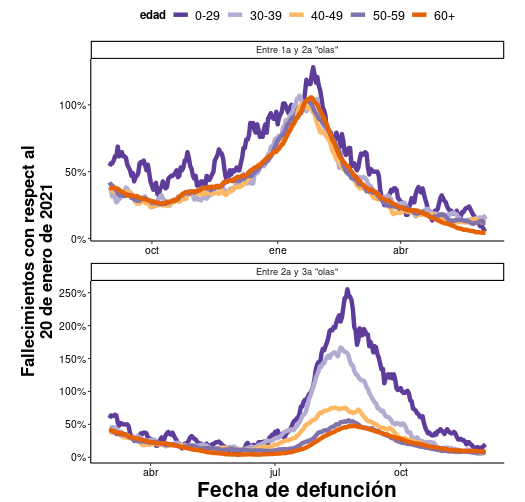 edad 0-29 30-39 40-49 50-59 60+
Entre 1a y 2a "olas"
100%
50%
0%
oct ene abr
Entre 2a y 3a "olas"
250%
200%
150%
100%
50%
0%
abr jul oct
Fallecimientos con respect al
20 de enero de 2021
Fecha de defunción